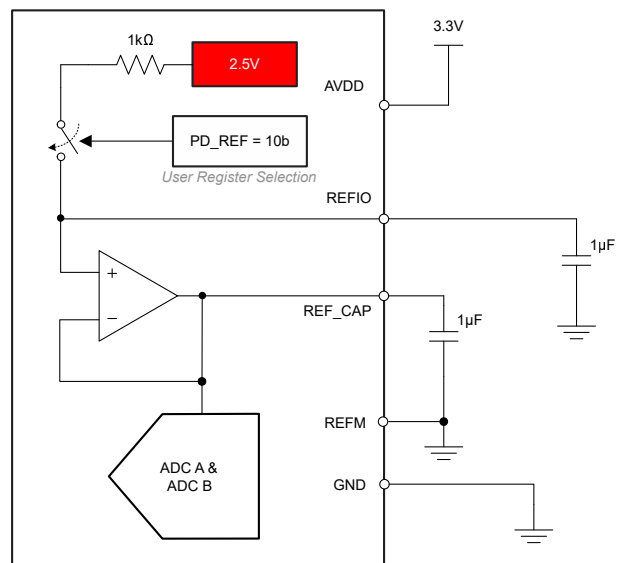 1kΩ
3.3V
2.5V
AVDD
PD_REF = 10b
User Register Selection
REFIO
1µF
+
REF_CAP
1µF
−
REFM
ADC A &
ADC B
GND